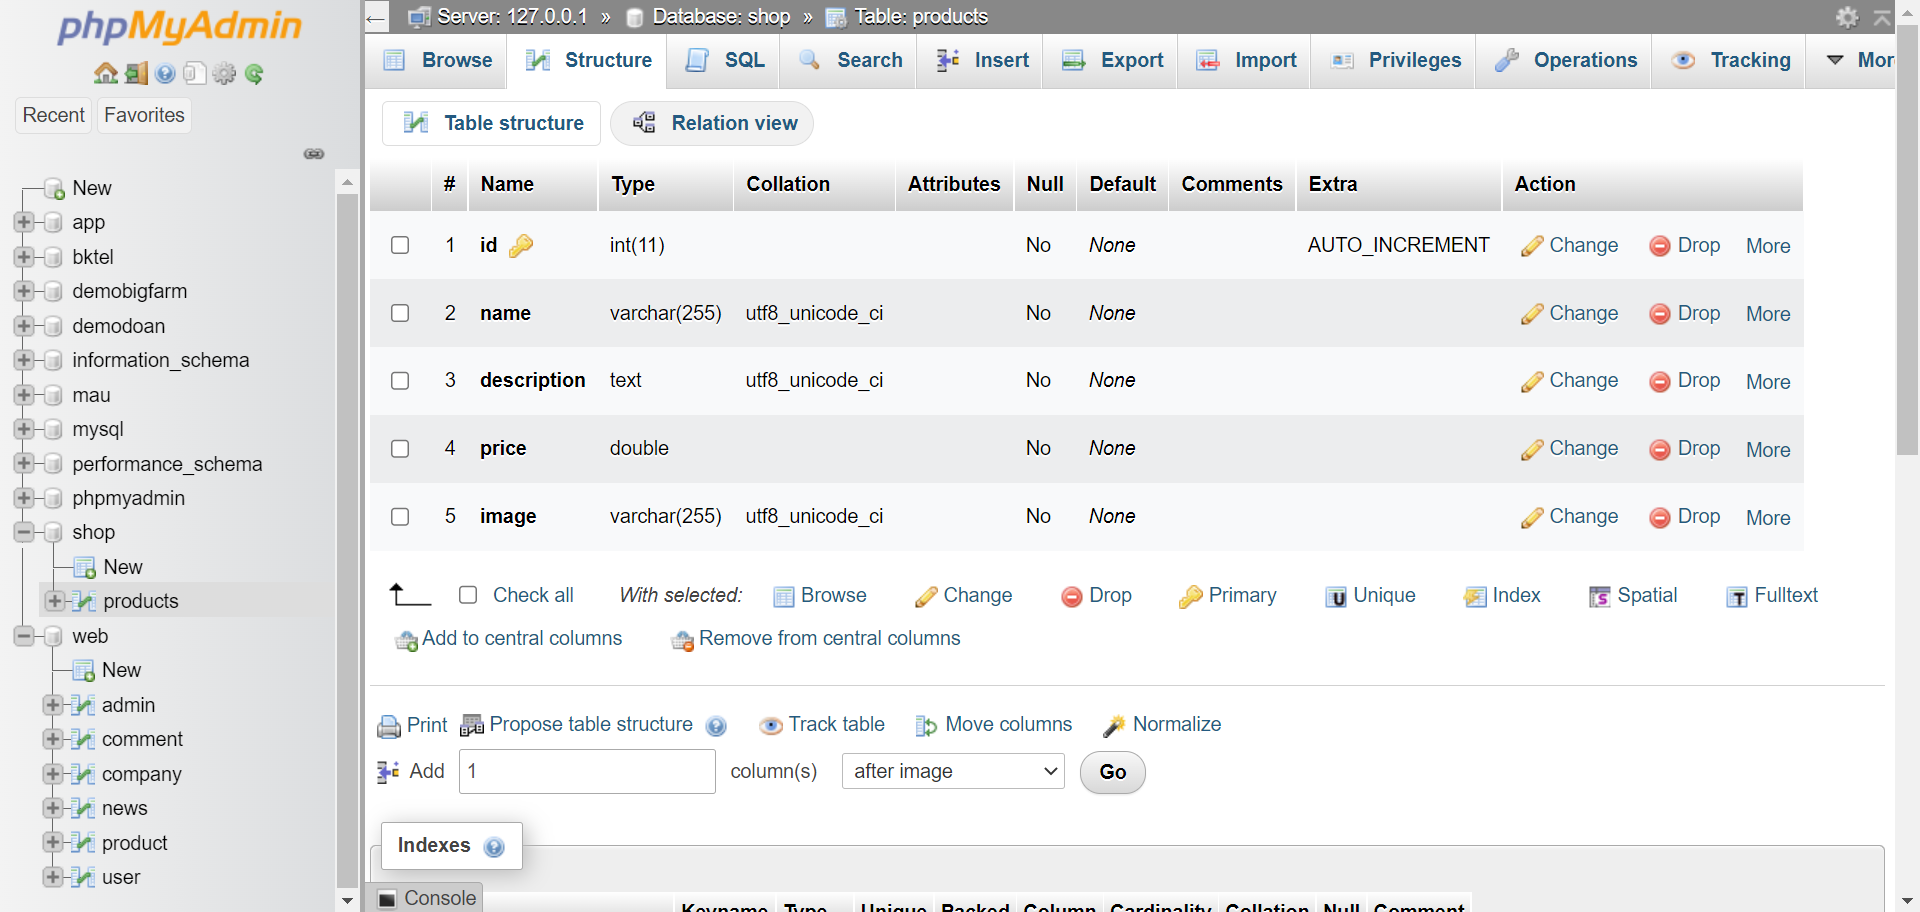 phpMyAdmin
Recent Favorites
New
app
bktel
demobigfarm
demodoan
information_schema
mau
mysql
performance_schema
phpmyadmin
shop
New
products
web
New
admin
comment
company
news
product
user
Server: 127.0.0.1 » Database: shop » Table: products
Browse Structure SQL Search Insert Export Import Privileges Operations Tracking Mor
Table structure Relation view
# Name Type Collation Attributes Null Default Comments Extra Action
1 id int(11) No None AUTO_INCREMENT Change Drop More
2 name varchar(255) utf8_unicode_ci No None Change Drop More
3 description text utf8_unicode_ci No None Change Drop More
4 price double No None Change Drop More
5 image varchar(255) utf8_unicode_ci No None Change Drop More
Check all With selected: Browse Change Drop Primary Unique Index Spatial Fulltext
Add to central columns Remove from central columns
Print Propose table structure Track table Move columns Normalize
Add 1 column(s) after image Go
Indexes
Console
Keyname Type Unique Packed Column Cardinality Collation Null Comment